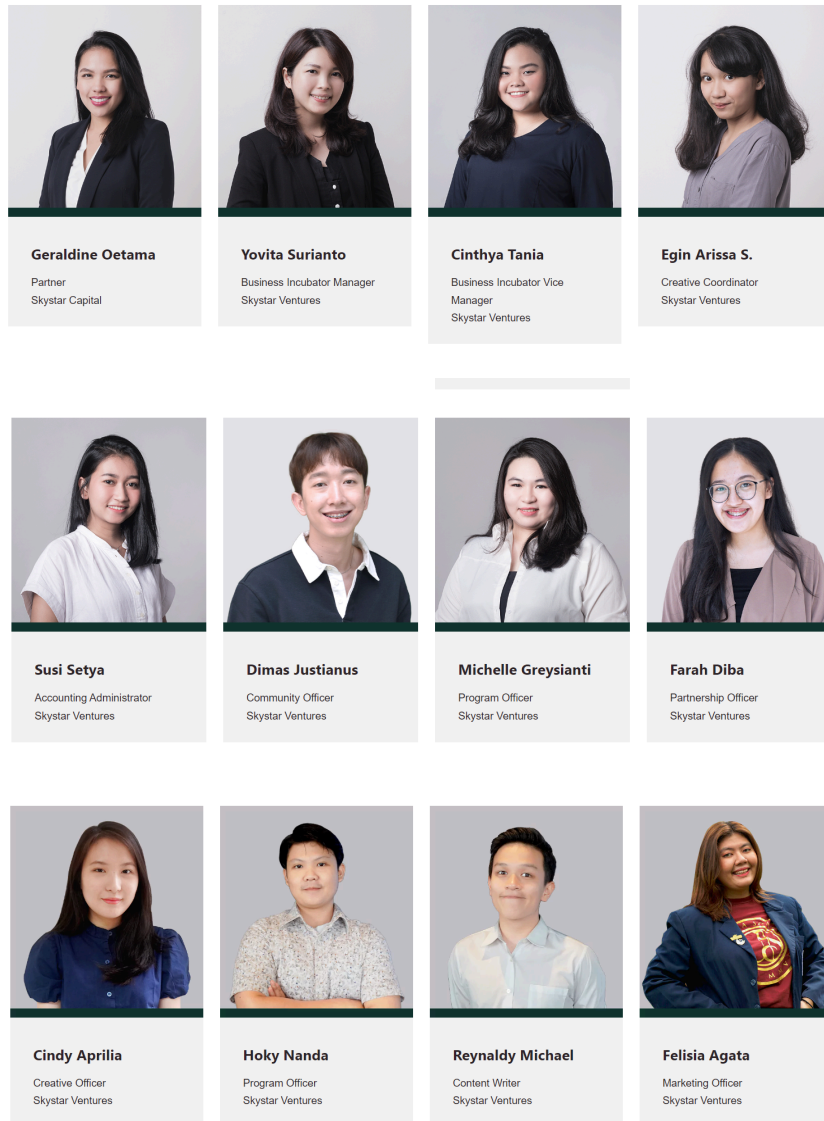 Geraldine Oetama
Partner
Skystar Capital
Yovita Surianto
Business Incubator Manager
Skystar Ventures
Cinthya Tania
Business Incubator Vice
Manager
Skystar Ventures
Egin Arissa S.
Creative Coordinator
Skystar Ventures
Susi Setya
Accounting Administrator
Skystar Ventures
Dimas Justianus
Community Officer
Skystar Ventures
Michelle Greysianti
Program Officer
Skystar Ventures
Farah Diba
Partnership Officer
Skystar Ventures
Cindy Aprilia
Creative Officer
Skystar Ventures
Hoky Nanda
Program Officer
Skystar Ventures
Reynaldy Michael
Content Writer
Skystar Ventures
Felisia Agata
Marketing Officer
Skystar Ventures